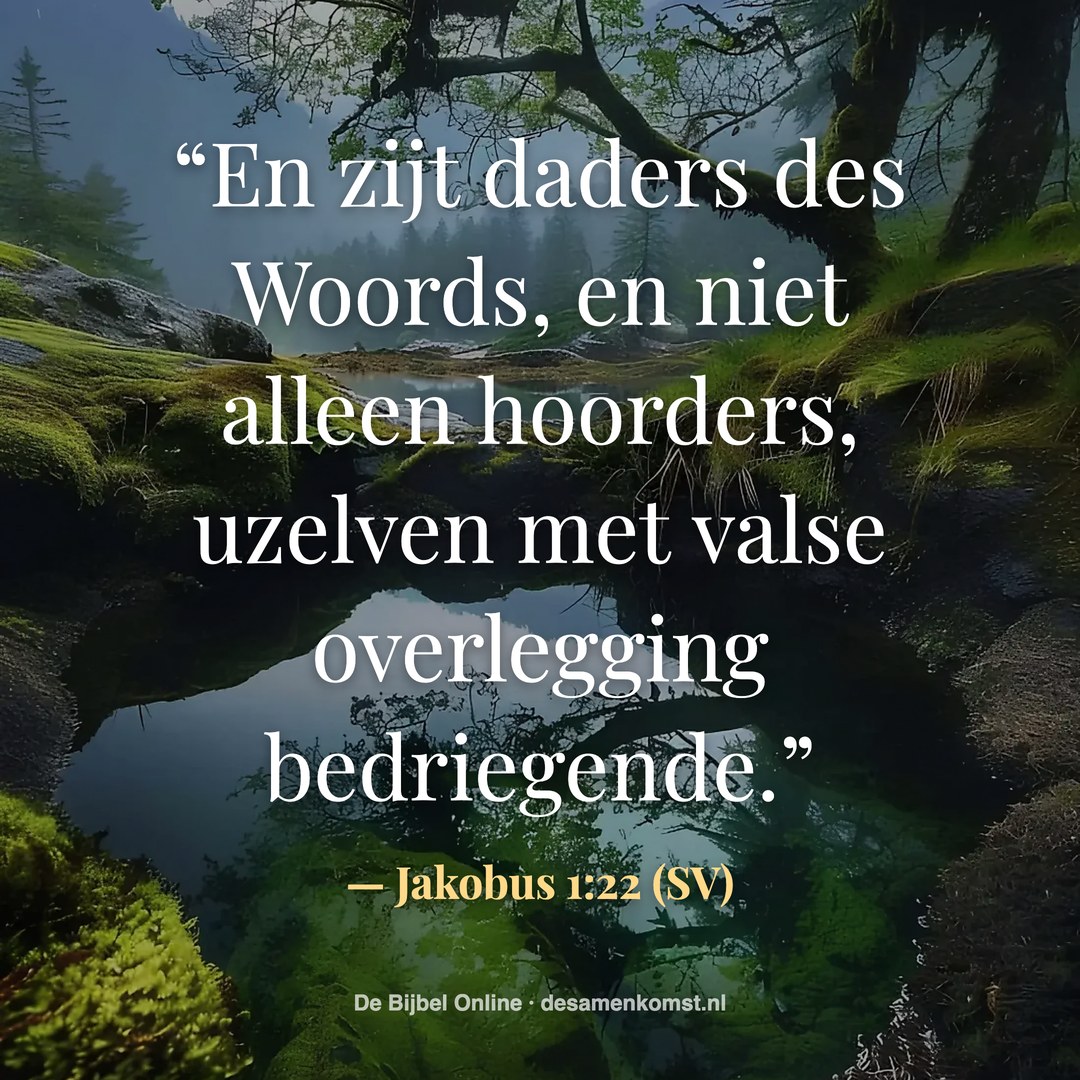 “En zijt daders des
Woords, en niet
alleen hoorders,
uzelven met valse
overlegging
bedriegende.”
— Jakobus 1:22 (SV)
De Bijbel Online · desamenkomst.nl